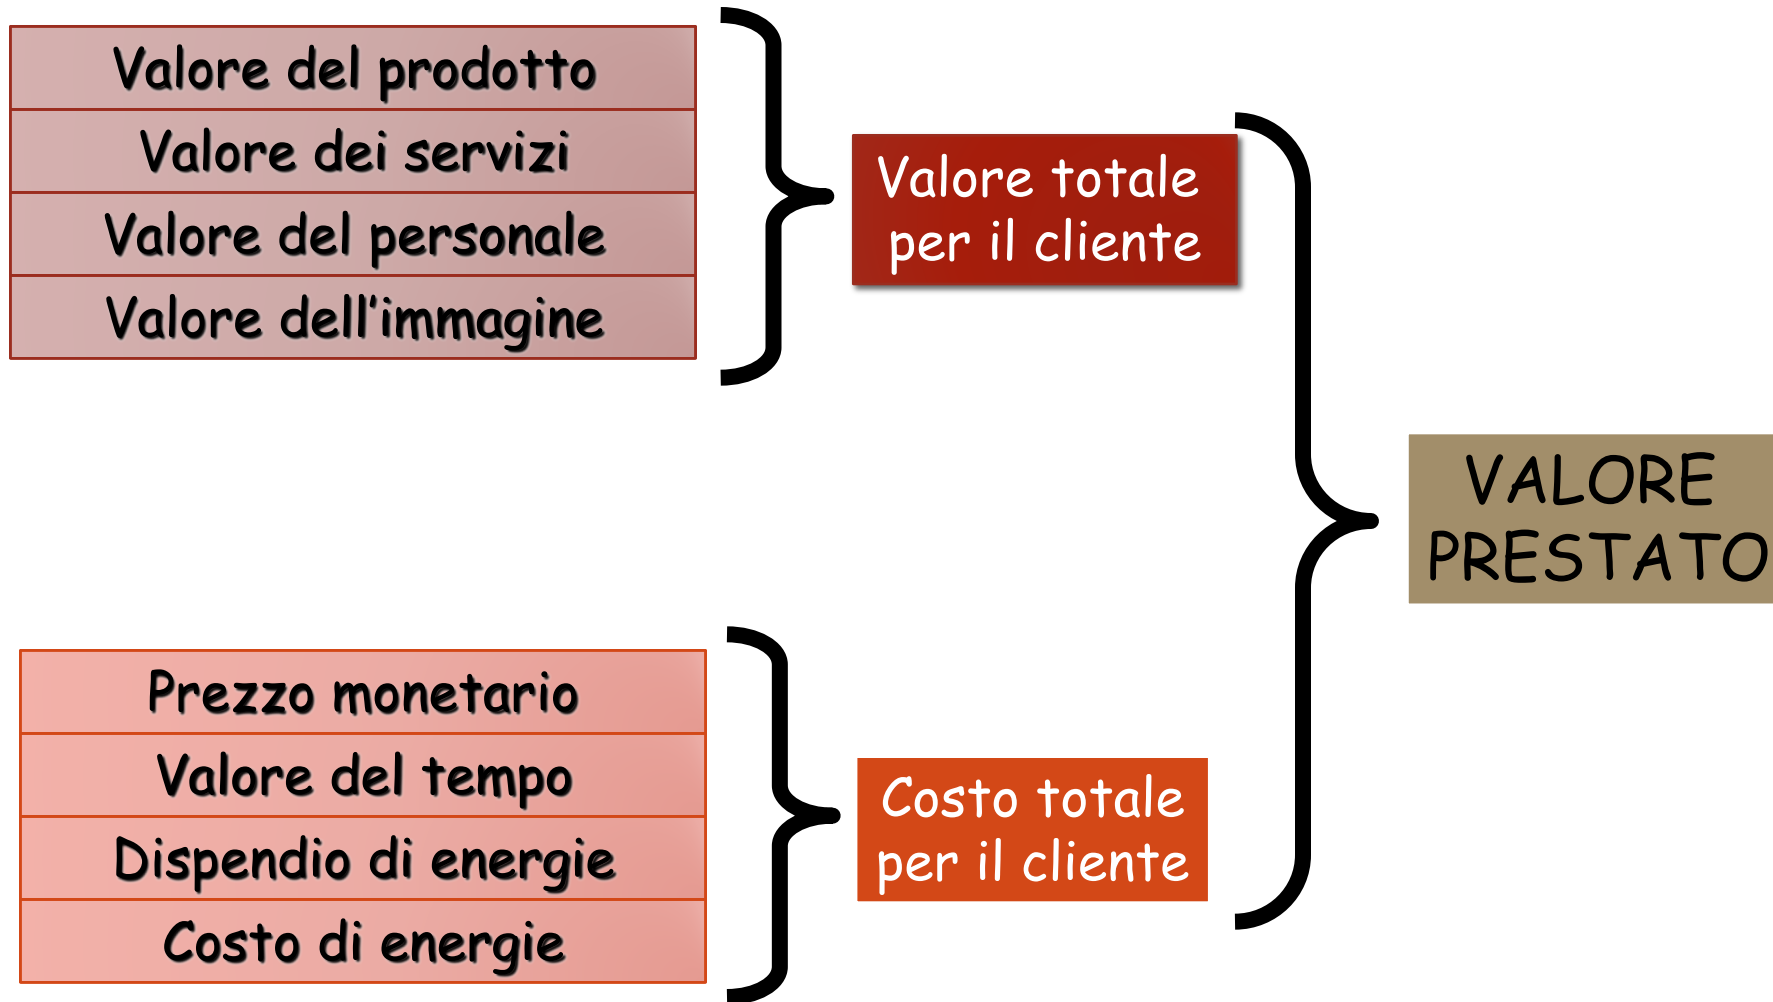 Valore del prodotto
Valore dei servizi
Valore del personale
Valore dell'immagine
Valore totale
per il cliente
VALORE
PRESTATO
Prezzo monetario
Valore del tempo
Dispendio di energie
Costo di energie
Costo totale
per il cliente